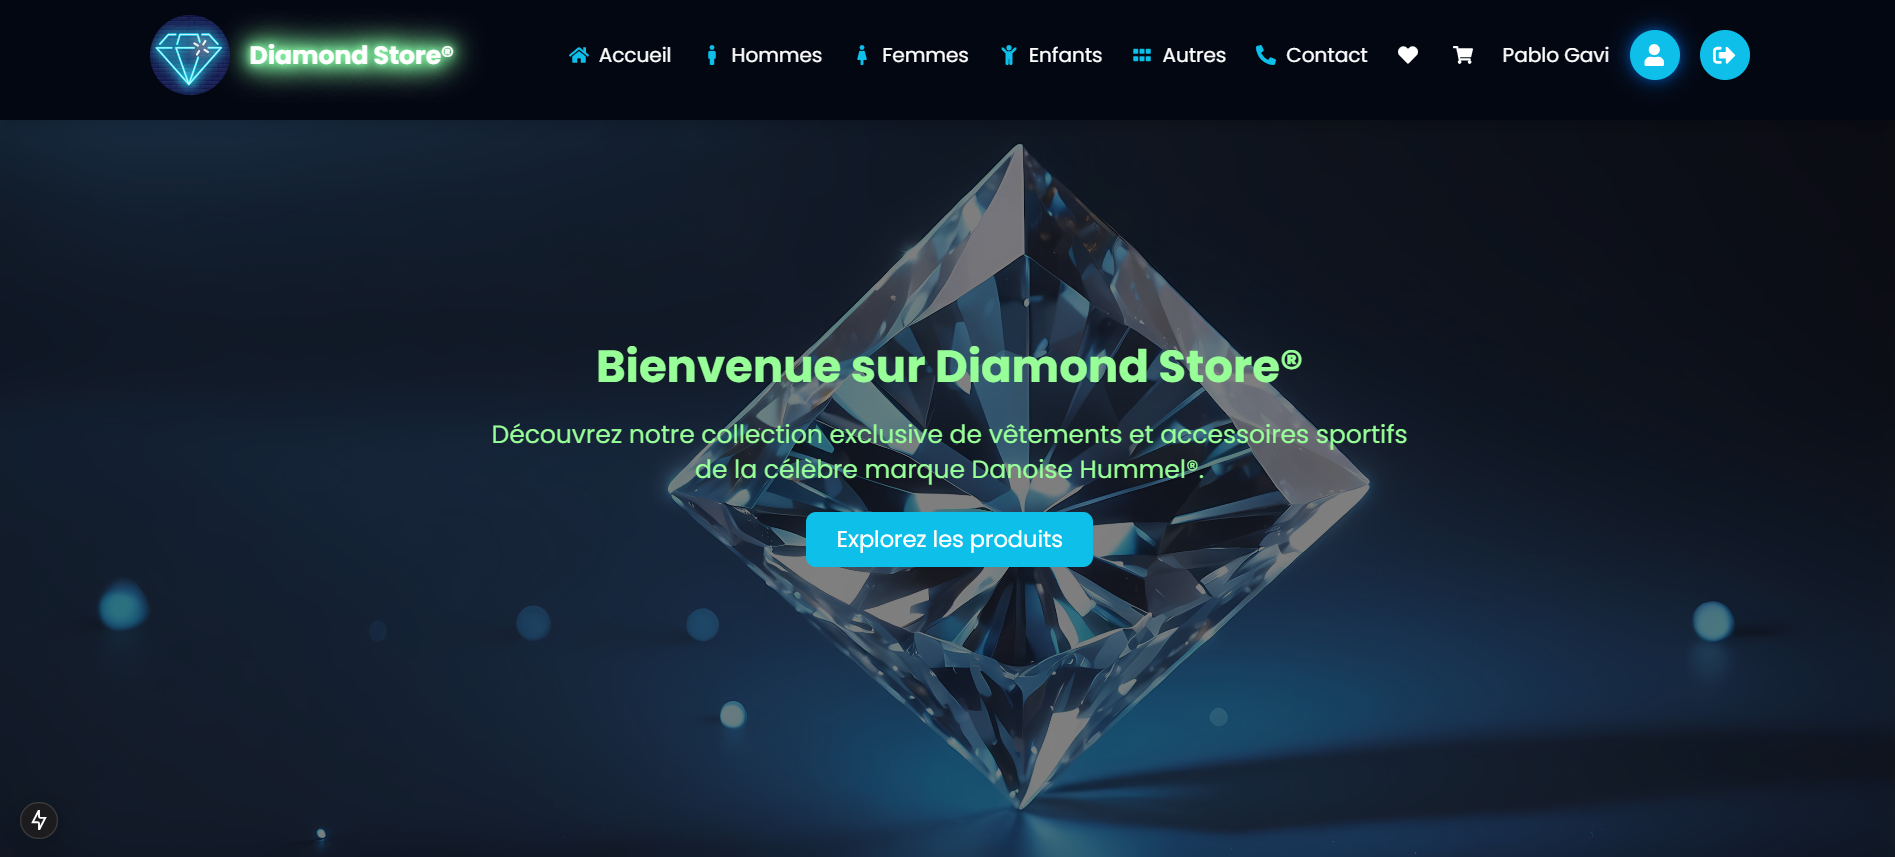 Diamond Store®
Accueil
Hommes
Femmes
Enfants
Autres
Contact
Pablo Gavi
Bienvenue sur Diamond Store®
Découvrez notre collection exclusive de vêtements et accessoires sportifs
de la célèbre marque Danoise Hummel®.
Explorez les produits